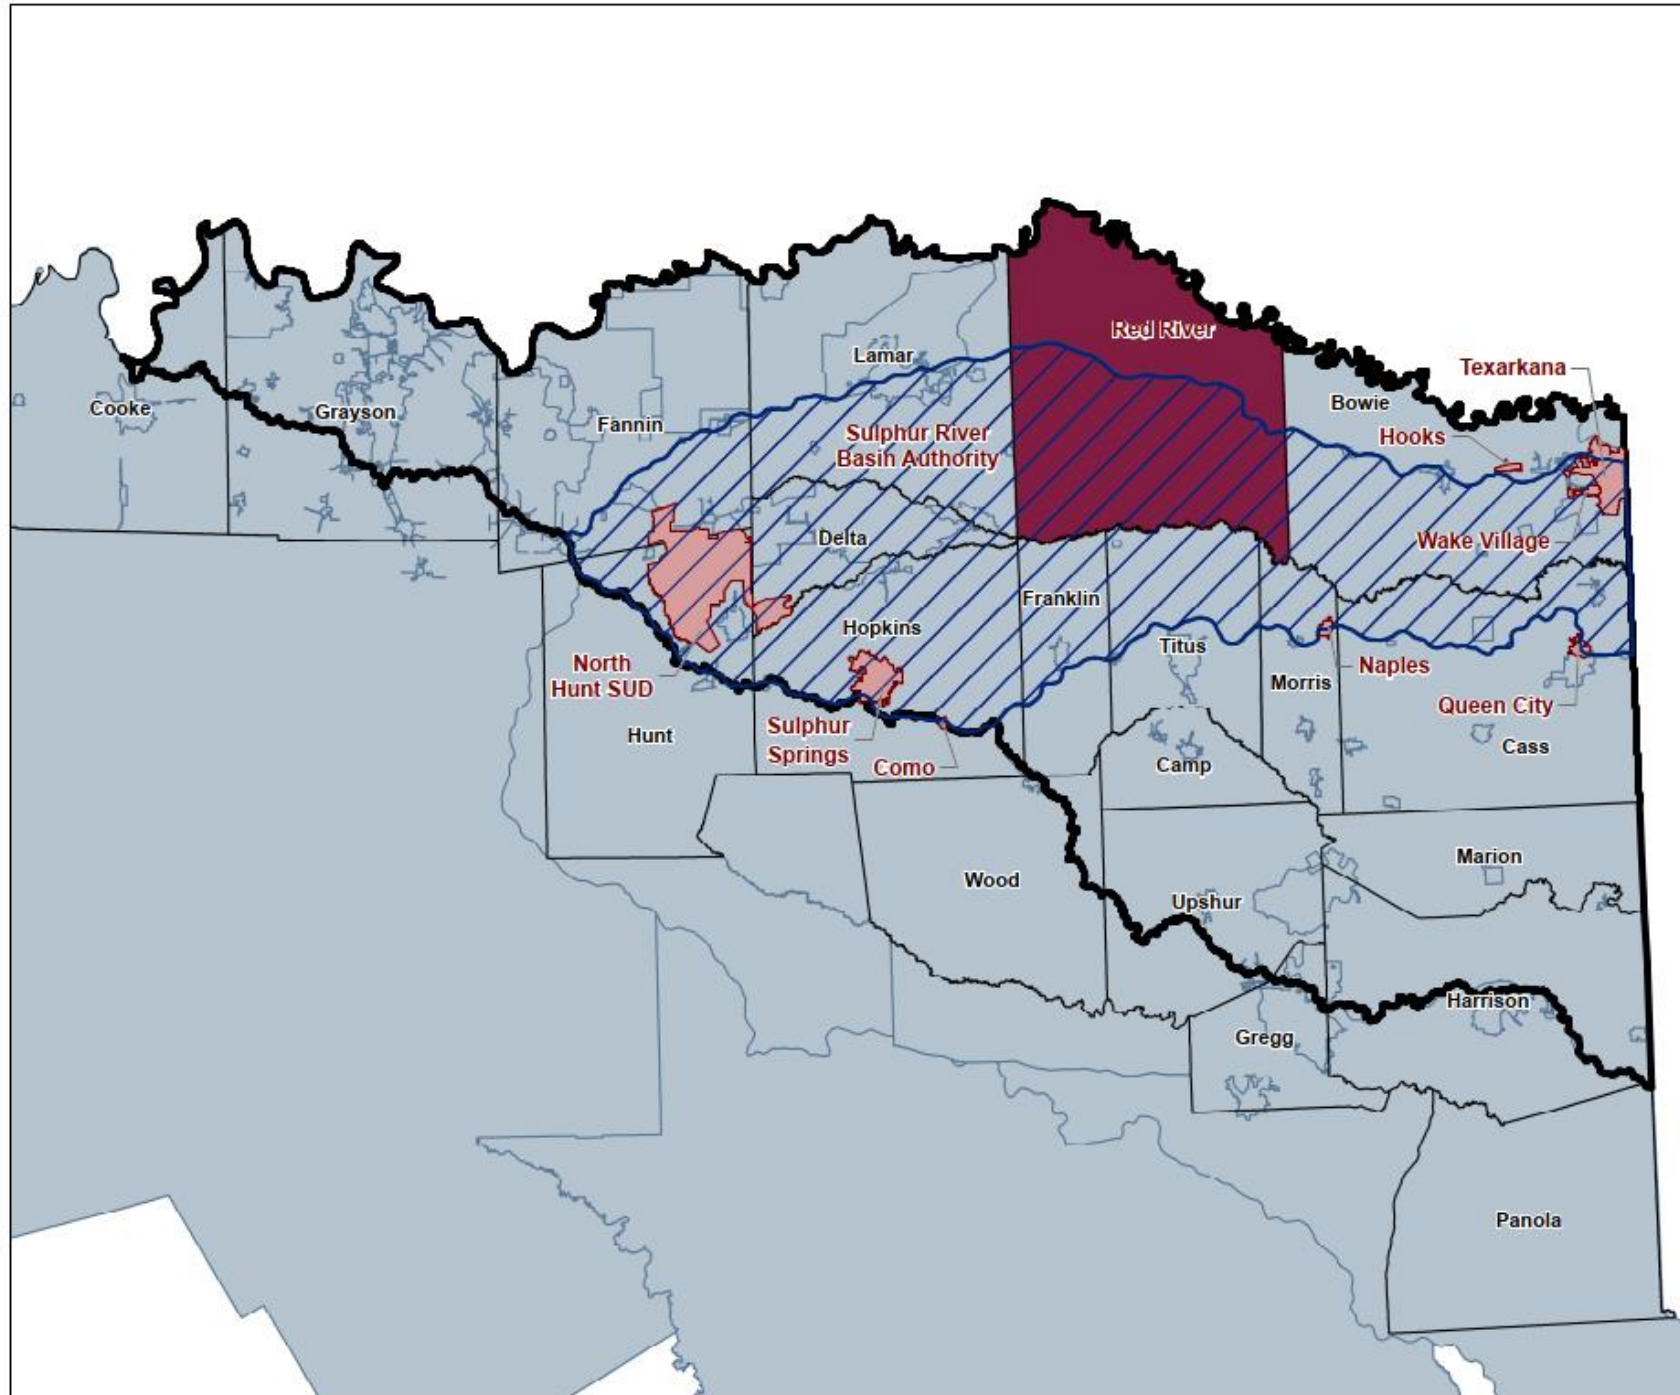 Red River
Lamar
Texarkana
Cooke
Grayson
Bowie
Fannin
Sulphur River
Basin Authority
Hooks
Delta
Wake Village
Franklin
Hopkins
Titus
North
Hunt SUD
Naples
Morris
Queen City
Sulphur
Springs
Hunt
Cass
Como
Camp
Marion
Wood
Upshur
Harrison
Gregg
Panola